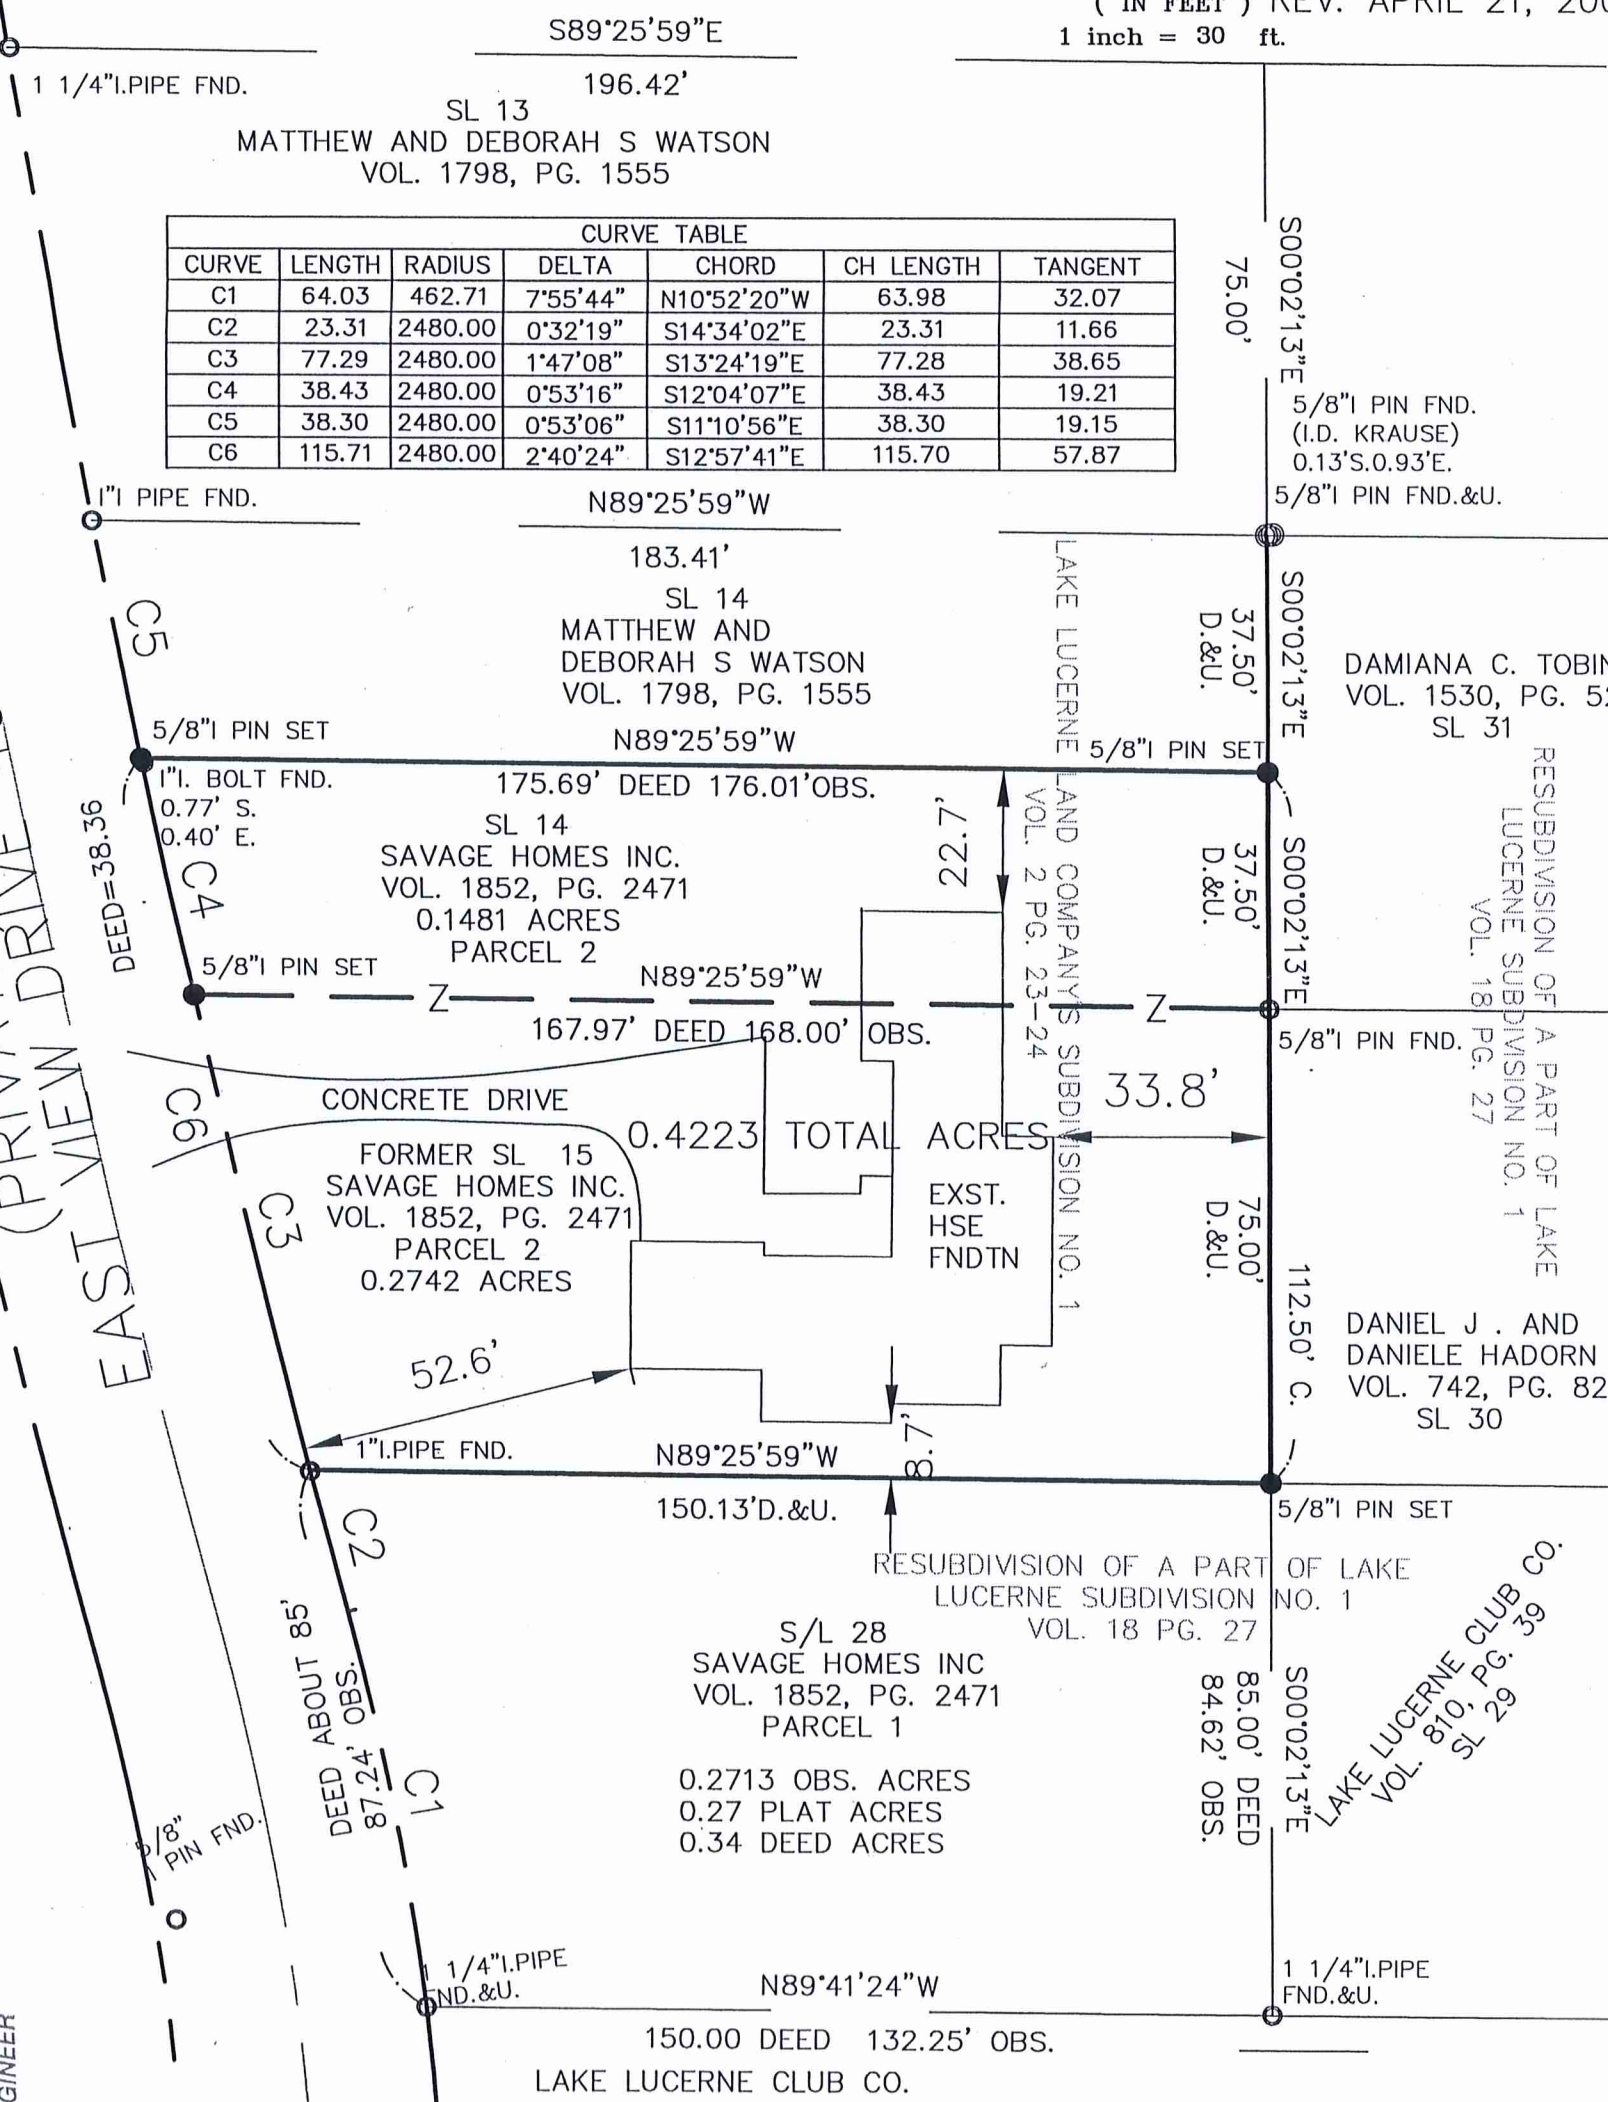 ( IN FEET ) REV. APRIL 21,
1 inch = 30 ft.
S89°25'59"E
196.42'
1 1/4"I.PIPE FND.
SL 13
MATTHEW AND DEBORAH S WATSON
VOL. 1798, PG. 1555
CURVE TABLE
CURVE LENGTH RADIUS DELTA CHORD CH LENGTH TANGENT
C1 64.03 462.71 7°55'44" N10°52'20"W 63.98 32.07
C2 23.31 2480.00 0°32'19" S14°34'02"E 23.31 11.66
C3 77.29 2480.00 1°47'08" S13°24'19"E 77.28 38.65
C4 38.43 2480.00 0°53'16" S12°04'07"E 38.43 19.21
C5 38.30 2480.00 0°53'06" S11°10'56"E 38.30 19.15
C6 115.71 2480.00 2°40'24" S12°57'41"E 115.70 57.87
S00°02'13"E
75.00'
5/8"I PIN FND.
(I.D. KRAUSE)
0.13'S.0.93'E.
5/8"I PIN FND.&U.
1"I PIPE FND.
N89°25'59"W
183.41'
SL 14
MATTHEW AND
DEBORAH S WATSON
VOL. 1798, PG. 1555
C5
S00°02'13"E
37.50'
D.&U.
DAMIANA C. TOBIN
VOL. 1530, PG.
SL 31
5/8"I PIN SET
N89°25'59"W
5/8"I PIN SET
175.69' DEED 176.01'OBS.
1"I. BOLT FND.
0.77' S.
0.40' E.
DEED=38.36
C4
SL 14
SAVAGE HOMES INC.
VOL. 1852, PG. 2471
0.1481 ACRES
PARCEL 2
22.7'
LAKE LUCERNE LAND COMPANY'S SUBDIVISION NO. 1
VOL. 2 PG. 23-24
S00°02'13"E
37.50'
D.&U.
RESUBDIVISION OF A PART OF LAKE
LUCERNE SUBDIVISION NO. 1
VOL. 18 PG. 27
5/8"I PIN SET
N89°25'59"W
Z
Z
167.97' DEED 168.00' OBS.
5/8"I PIN FND.
EAST VIEW DRIVE
C6
CONCRETE DRIVE
33.8'
0.4223 TOTAL ACRES
FORMER SL 15
SAVAGE HOMES INC.
VOL. 1852, PG. 2471
PARCEL 2
0.2742 ACRES
C3
EXST.
HSE
FNDTN
75.00'
D.&U.
112.50' C.
52.6'
DANIEL J . AND
DANIELE HADORN
VOL. 742, PG. 82
SL 30
1"I.PIPE FND.
N89°25'59"W
8.7'
150.13'D.&U.
5/8"I PIN SET
C2
RESUBDIVISION OF A PART OF LAKE
LUCERNE SUBDIVISION NO. 1
VOL. 18 PG. 27
S/L 28
SAVAGE HOMES INC
VOL. 1852, PG. 2471
PARCEL 1
0.2713 OBS. ACRES
0.27 PLAT ACRES
0.34 DEED ACRES
DEED ABOUT 85'
87.24' OBS.
C1
S00°02'13"E
85.00' DEED
84.62' OBS.
LAKE LUCERNE CLUB CO.
VOL. 810, PG. 39
SL 29
5/8"
PIN FND.
1 1/4"I.PIPE
FND.&U.
N89°41'24"W
1 1/4"I.PIPE
FND.&U.
150.00 DEED 132.25' OBS.
LAKE LUCERNE CLUB CO.